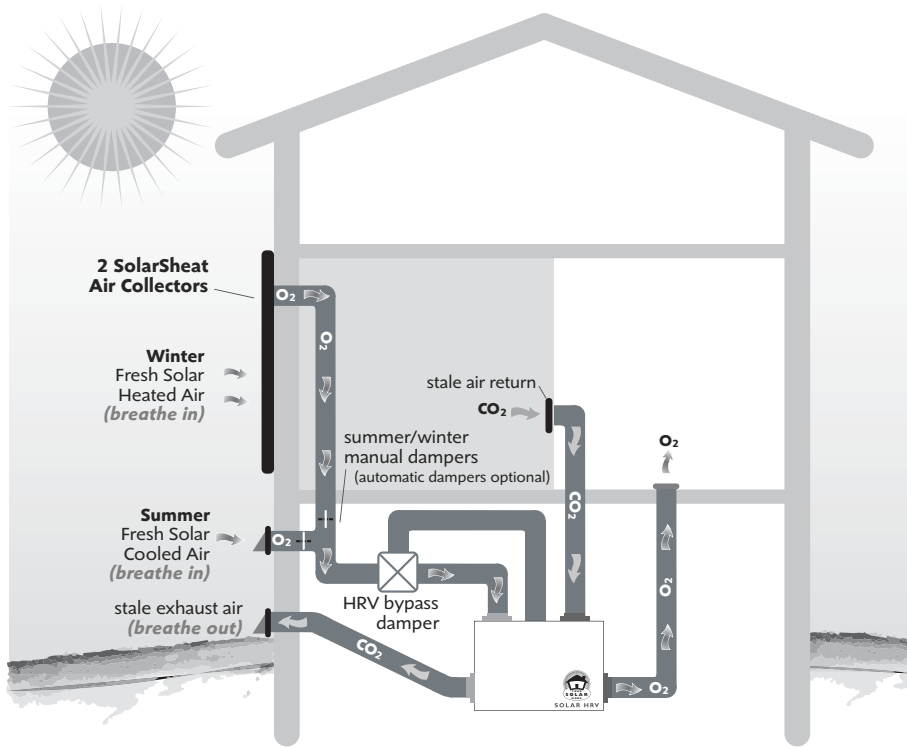 2 SolarSheat
Air Collectors
O₂
O₂
Winter
Fresh Solar
Heated Air
(breathe in)
stale air return
CO₂
summer/winter
manual dampers
(automatic dampers optional)
O₂
CO₂
Summer
Fresh Solar
Cooled Air
(breathe in)
O₂
HRV bypass
damper
O₂
stale exhaust air
(breathe out)
CO₂
O₂
SOLAR
SOLAR HRV